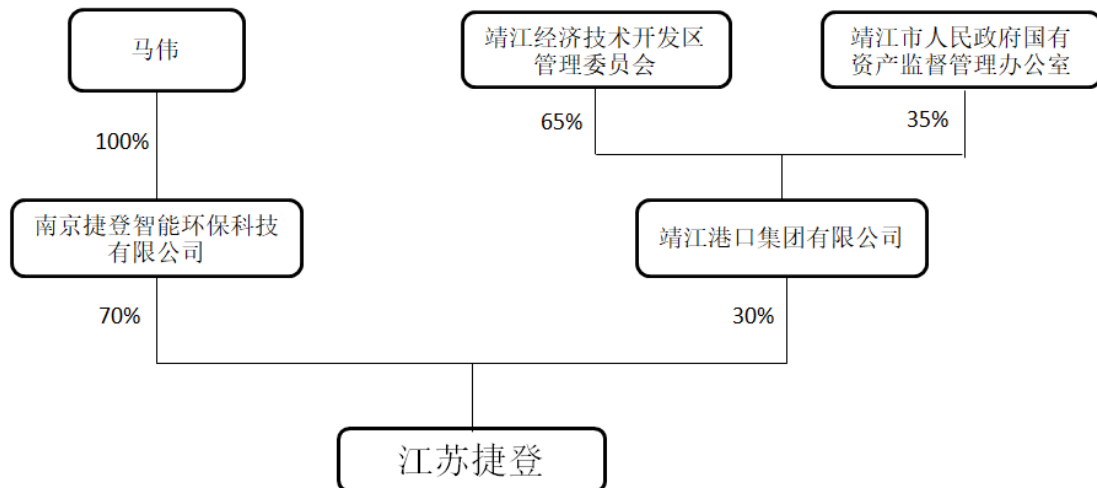 马伟
靖江经济技术开发区
管理委员会
靖江市人民政府国有
资产监督管理办公室
100%
65%
35%
南京捷登智能环保科技
有限公司
靖江港口集团有限公司
70%
30%
江苏捷登